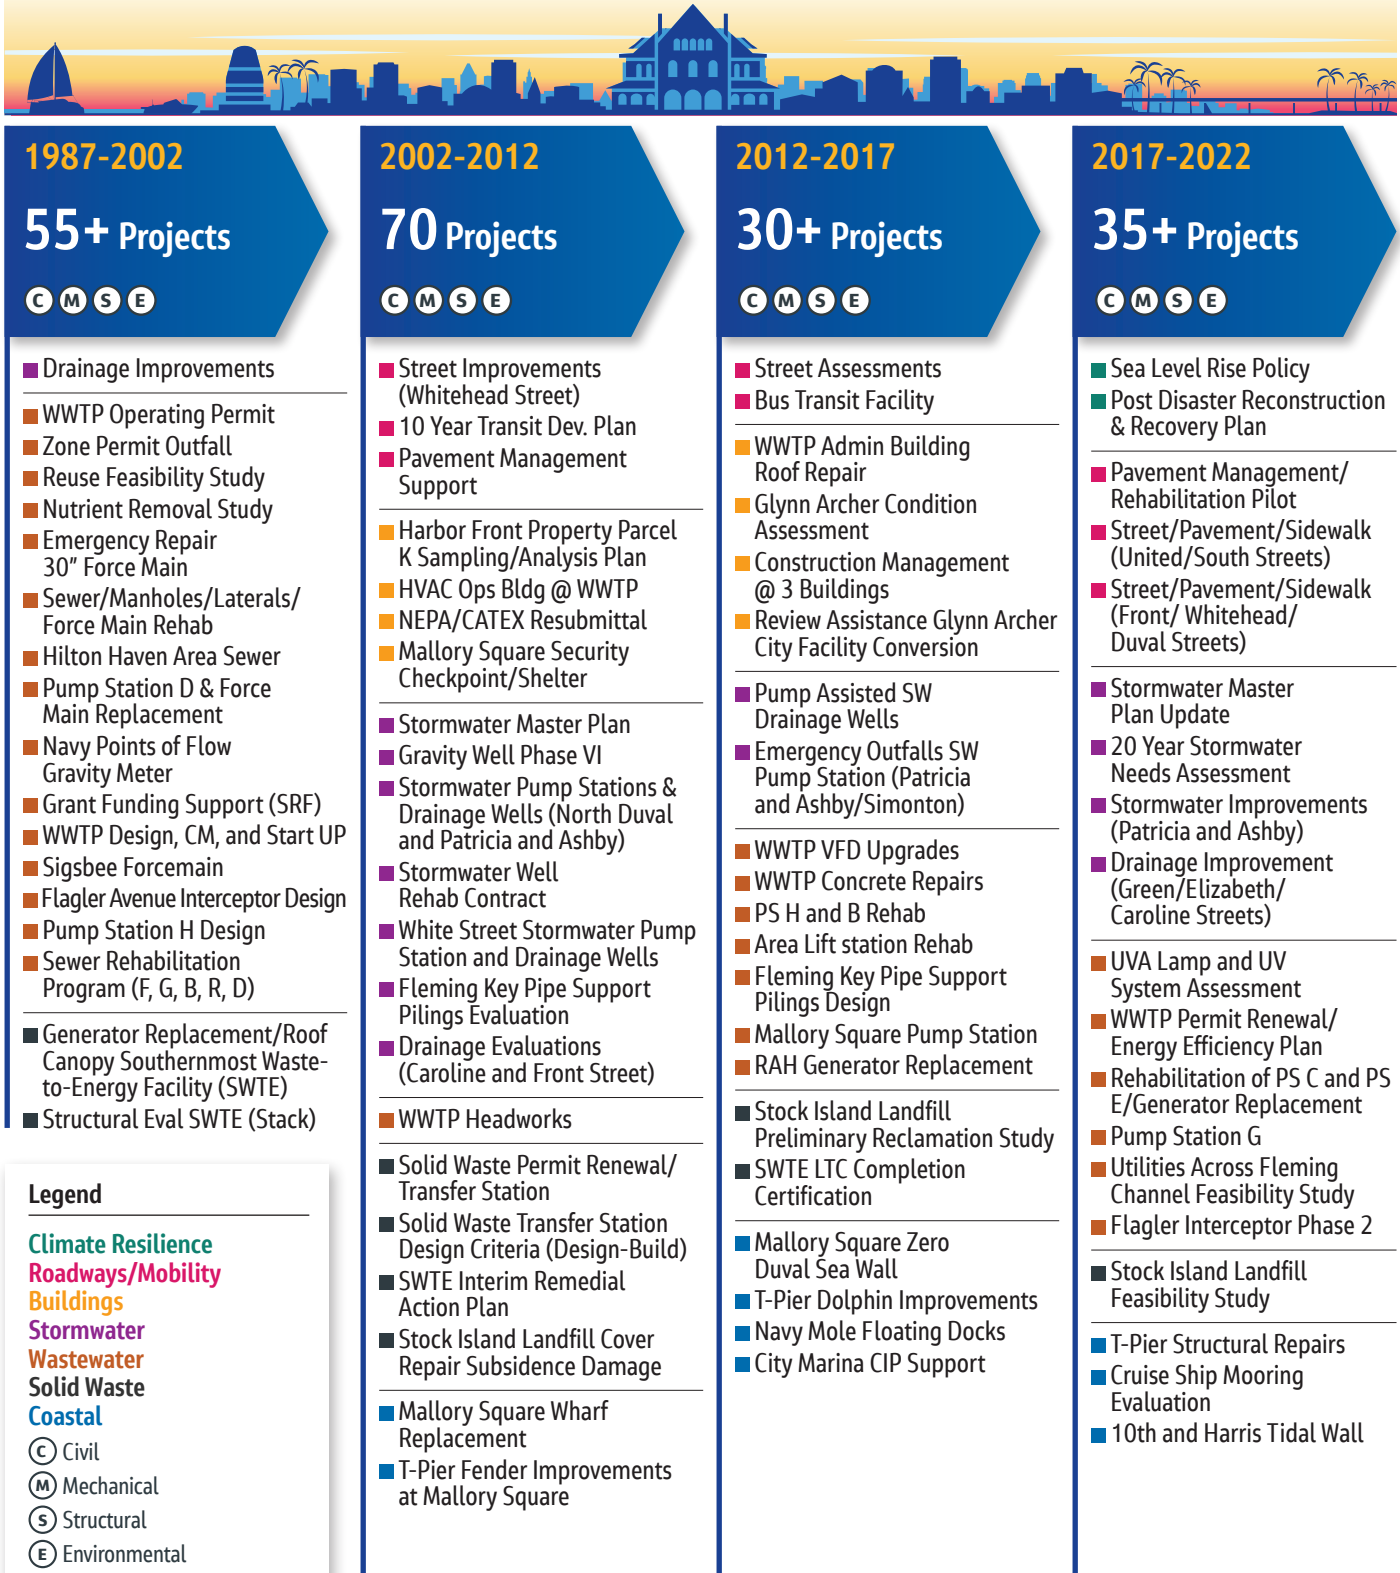 1987-2002
55+ Projects
C M S E
Drainage Improvements
WWTP Operating Permit
Zone Permit Outfall
Reuse Feasibility Study
Nutrient Removal Study
Emergency Repair
30” Force Main
Sewer/Manholes/Laterals/
Force Main Rehab
Hilton Haven Area Sewer
Pump Station D & Force
Main Replacement
Navy Points of Flow
Gravity Meter
Grant Funding Support (SRF)
WWTP Design, CM, and Start UP
Sigsbee Forcemain
Flagler Avenue Interceptor Design
Pump Station H Design
Sewer Rehabilitation
Program (F, G, B, R, D)
Generator Replacement/Roof
Canopy Southernmost Waste-
to-Energy Facility (SWTE)
Structural Eval SWTE (Stack)
Legend
Climate Resilience
Roadways/Mobility
Buildings
Stormwater
Wastewater
Solid Waste
Coastal
C Civil
M Mechanical
S Structural
E Environmental
2002-2012
70 Projects
C M S E
Street Improvements
(Whitehead Street)
10 Year Transit Dev. Plan
Pavement Management
Support
Harbor Front Property Parcel
K Sampling/Analysis Plan
HVAC Ops Bldg @ WWTP
NEPA/CATEX Resubmittal
Mallory Square Security
Checkpoint/Shelter
Stormwater Master Plan
Gravity Well Phase VI
Stormwater Pump Stations &
Drainage Wells (North Duval
and Patricia and Ashby)
Stormwater Well
Rehab Contract
White Street Stormwater Pump
Station and Drainage Wells
Fleming Key Pipe Support
Pilings Evaluation
Drainage Evaluations
(Caroline and Front Street)
WWTP Headworks
Solid Waste Permit Renewal/
Transfer Station
Solid Waste Transfer Station
Design Criteria (Design-Build)
SWTE Interim Remedial
Action Plan
Stock Island Landfill Cover
Repair Subsidence Damage
Mallory Square Wharf
Replacement
T-Pier Fender Improvements
at Mallory Square
2012-2017
30+ Projects
C M S E
Street Assessments
Bus Transit Facility
WWTP Admin Building
Roof Repair
Glynn Archer Condition
Assessment
Construction Management
@ 3 Buildings
Review Assistance Glynn Archer
City Facility Conversion
Pump Assisted SW
Drainage Wells
Emergency Outfalls SW
Pump Station (Patricia
and Ashby/Simonton)
WWTP VFD Upgrades
WWTP Concrete Repairs
PS H and B Rehab
Area Lift station Rehab
Fleming Key Pipe Support
Pilings Design
Mallory Square Pump Station
RAH Generator Replacement
Stock Island Landfill
Preliminary Reclamation Study
SWTE LTC Completion
Certification
Mallory Square Zero
Duval Sea Wall
T-Pier Dolphin Improvements
Navy Mole Floating Docks
City Marina CIP Support
2017-2022
35+ Projects
C M S E
Sea Level Rise Policy
Post Disaster Reconstruction
& Recovery Plan
Pavement Management/
Rehabilitation Pilot
Street/Pavement/Sidewalk
(United/South Streets)
Street/Pavement/Sidewalk
(Front/ Whitehead/
Duval Streets)
Stormwater Master
Plan Update
20 Year Stormwater
Needs Assessment
Stormwater Improvements
(Patricia and Ashby)
Drainage Improvement
(Green/Elizabeth/
Caroline Streets)
UVA Lamp and UV
System Assessment
WWTP Permit Renewal/
Energy Efficiency Plan
Rehabilitation of PS C and PS
E/Generator Replacement
Pump Station G
Utilities Across Fleming
Channel Feasibility Study
Flagler Interceptor Phase 2
Stock Island Landfill
Feasibility Study
T-Pier Structural Repairs
Cruise Ship Mooring
Evaluation
10th and Harris Tidal Wall